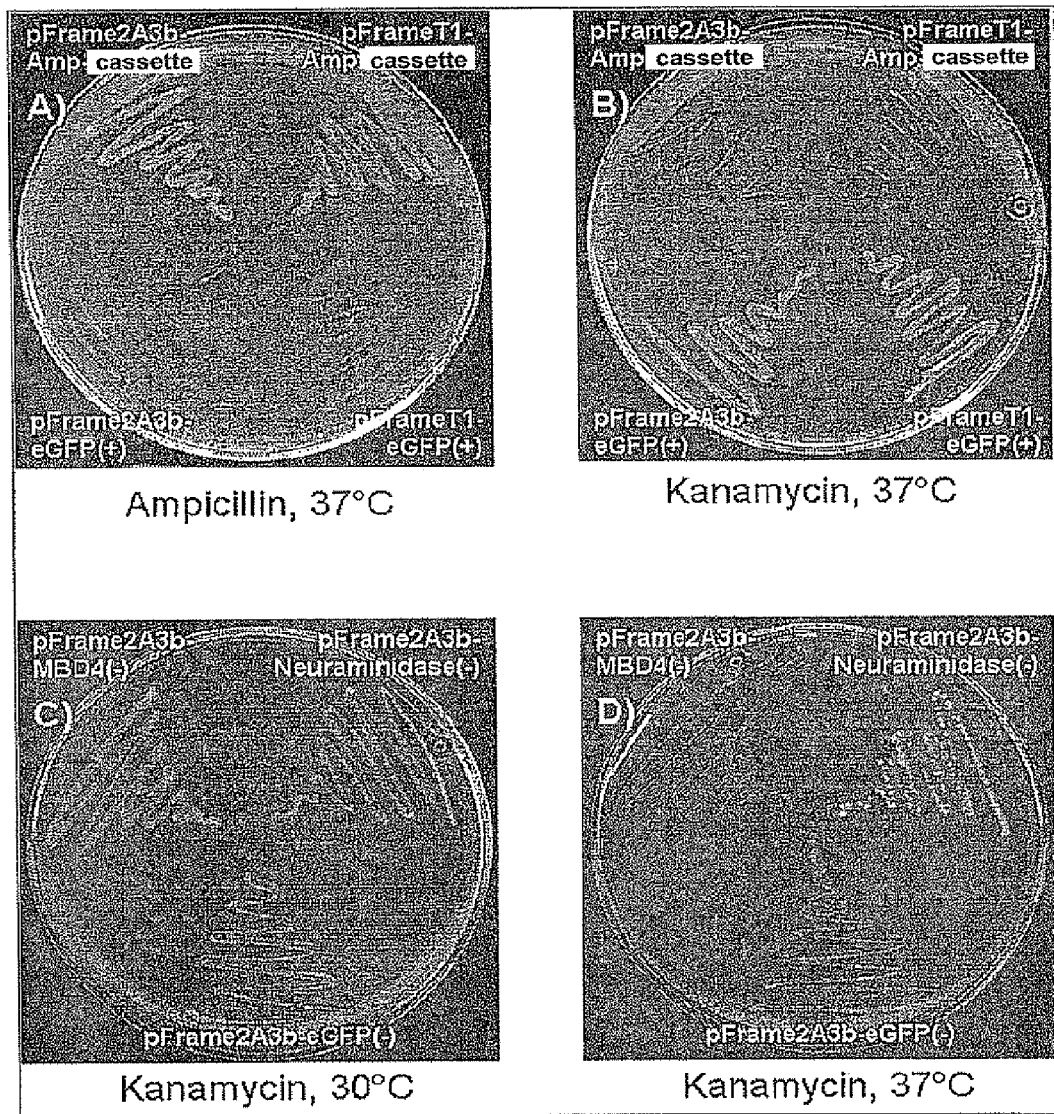 pFrame2A3b-
Amp cassette
pFrameT1-
Amp cassette
A)
pFrame2A3b-
eGFP(+)
pFrameT1-
eGFP(+)
Ampicillin, 37°C
pFrame2A3b-
Amp cassette
pFrameT1-
Amp cassette
B)
pFrame2A3b-
eGFP(+)
pFrameT1-
eGFP(+)
Kanamycin, 37°C
pFrame2A3b-
MBD4(-)
pFrame2A3b-
Neuraminidase(-)
C)
pFrame2A3b-eGFP(-)
Kanamycin, 30°C
pFrame2A3b-
MBD4(-)
pFrame2A3b-
Neuraminidase(-)
D)
pFrame2A3b-eGFP(-)
Kanamycin, 37°C